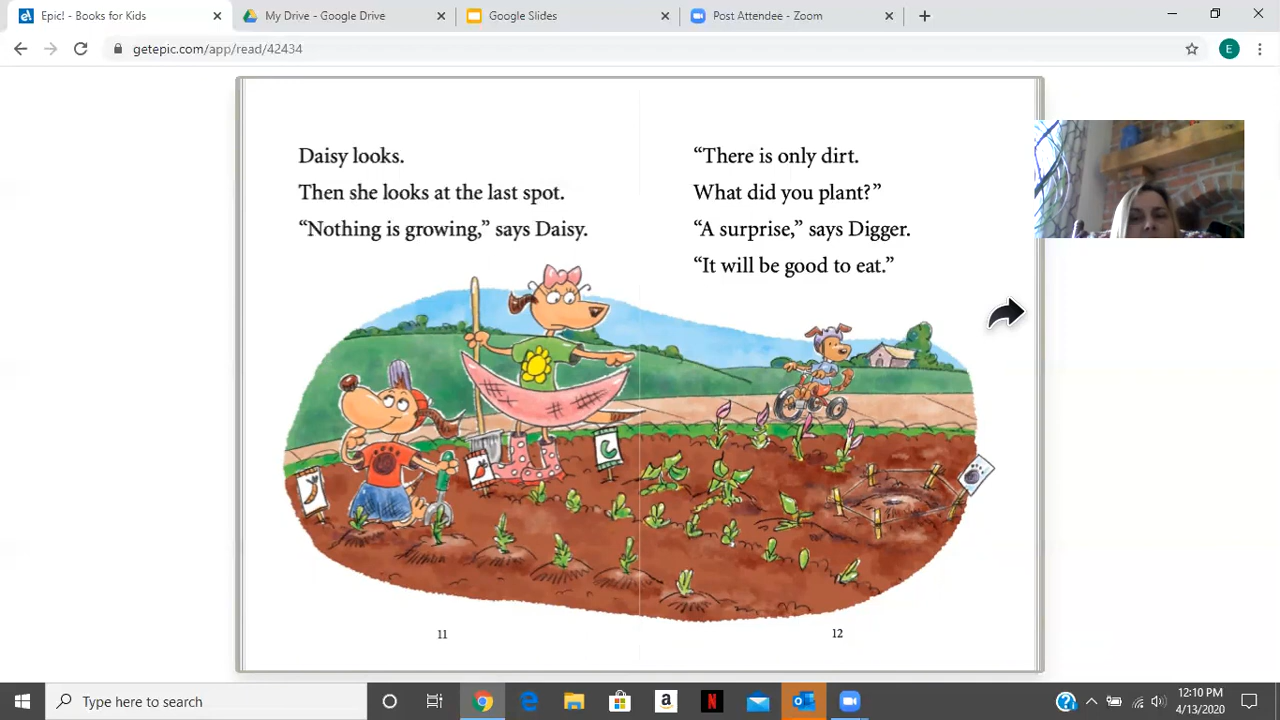 Epic! - Books for Kids
My Drive - Google Drive
Google Slides
Post Attendee - Zoom
getepic.com/app/read/42434
E
Daisy looks.
Then she looks at the last spot.
“Nothing is growing,” says Daisy.
11
“There is only dirt.
What did you plant?”
“A surprise,” says Digger.
“It will be good to eat.”
12
Type here to search
12:10 PM
4/13/2020